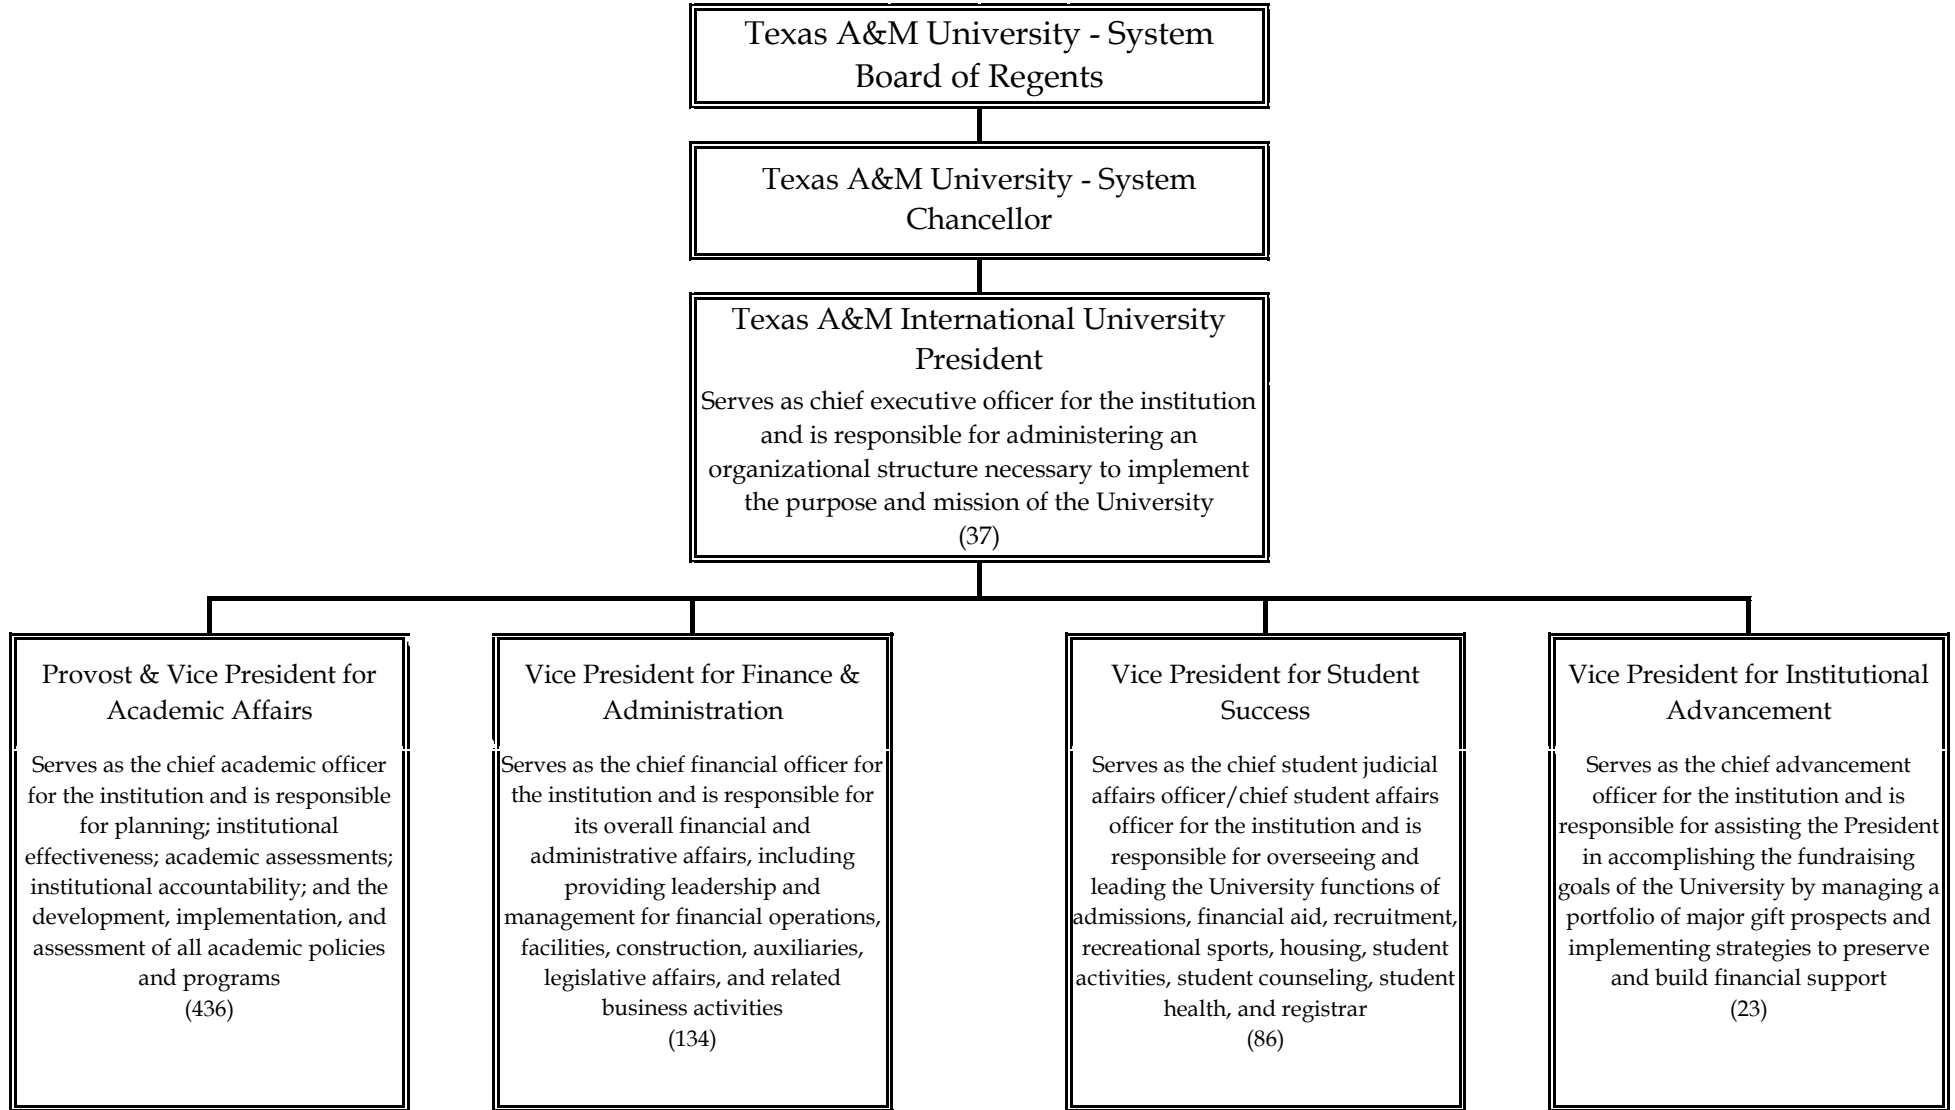 Texas A&M University - System
Board of Regents
Texas A&M University - System
Chancellor
Texas A&M International University
President
Serves as chief executive officer for the institution
and is responsible for administering an
organizational structure necessary to implement
the purpose and mission of the University
(37)
Provost & Vice President for
Academic Affairs
Serves as the chief academic officer
for the institution and is responsible
for planning; institutional
effectiveness; academic assessments;
institutional accountability; and the
development, implementation, and
assessment of all academic policies
and programs
(436)
Vice President for Finance &
Administration
Serves as the chief financial officer for
the institution and is responsible for
its overall financial and
administrative affairs, including
providing leadership and
management for financial operations,
facilities, construction, auxiliaries,
legislative affairs, and related
business activities
(134)
Vice President for Student
Success
Serves as the chief student judicial
affairs officer/chief student affairs
officer for the institution and is
responsible for overseeing and
leading the University functions of
admissions, financial aid, recruitment,
recreational sports, housing, student
activities, student counseling, student
health, and registrar
(86)
Vice President for Institutional
Advancement
Serves as the chief advancement
officer for the institution and is
responsible for assisting the President
in accomplishing the fundraising
goals of the University by managing a
portfolio of major gift prospects and
implementing strategies to preserve
and build financial support
(23)